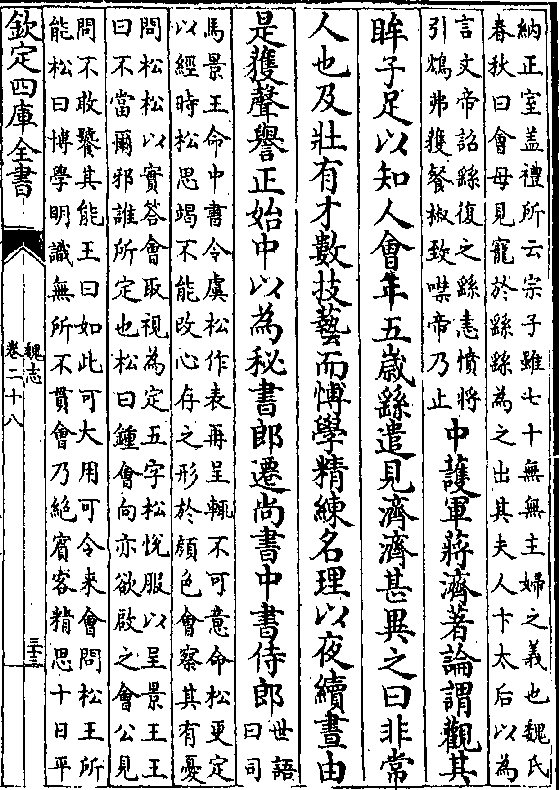 納正室盖禮所云宗子雖七十無無主婦之義也魏氏
春秋曰會母見寵於繇繇為之出其夫人卞太后以為
言文帝詔繇復之繇恚憤將
引鴆弗獲餐椒致噤帝乃止
中護軍蔣濟著論謂觀其
眸子足以知人會年五歲繇遣見濟濟甚異之曰非常
人也及壯有才數技藝而博學精練名理以夜續晝由
是獲聲譽正始中以為秘書郎遷尚書中書侍郎
世語
曰司
馬景王命中書令虞松作表再呈輒不可意命松更定
以經時松思竭不能改心存之形於顏色會察其有憂
問松松以實答會取視為定五字松悅服以呈景王王
曰不當爾邪誰所定也松曰鍾會向亦欲啟之會公見
問不敢饕其能王曰如此可大用可令來會問松王所
能松曰博學明識無所不貫會乃絕賓客精思十日平
欽定四庫全書
魏志
卷二十八
三十三